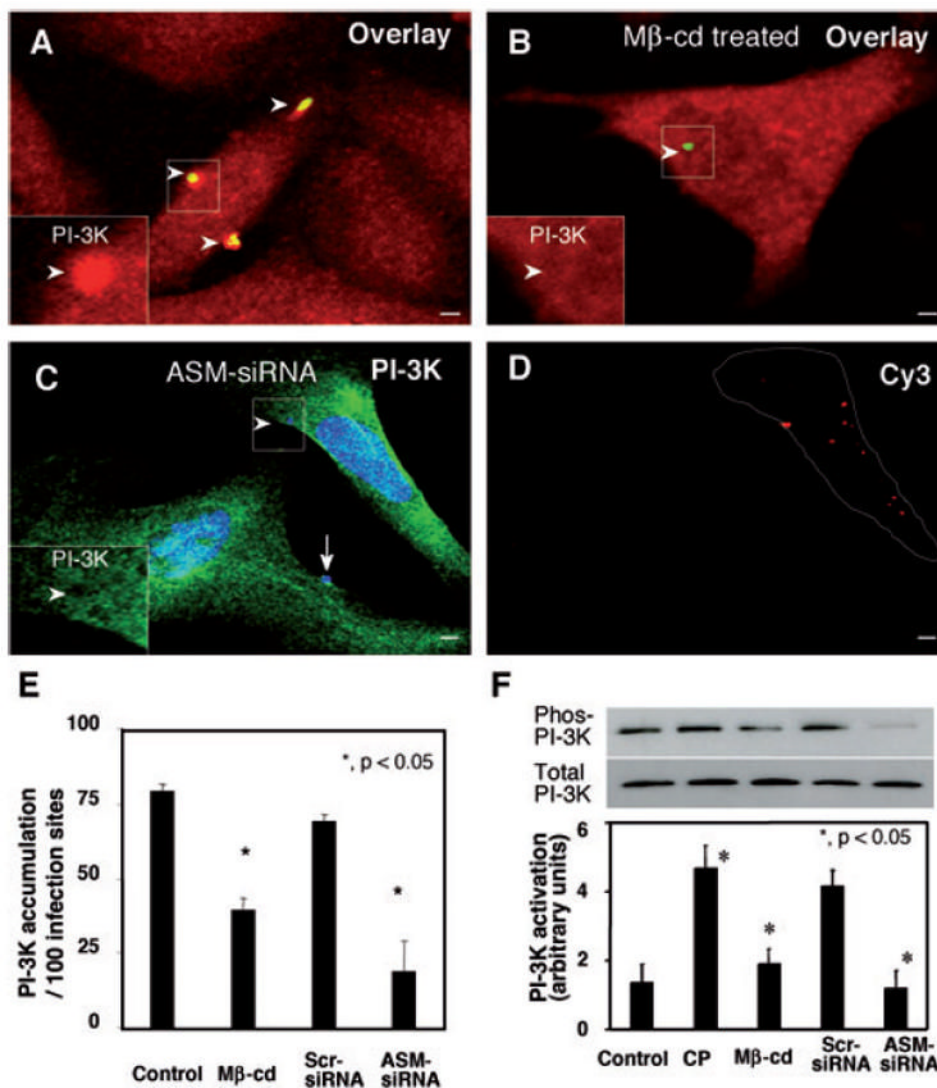 A
Overlay
PI-3K
B
Mβ-cd treated Overlay
PI-3K
C
ASM-siRNA PI-3K
PI-3K
D
Cy3
E
100
75
50
25
0
PI-3K accumulation
/ 100 infection sites
*, p < 0.05
*
*
Control
Mβ-cd
Scr-
siRNA
ASM-
siRNA
F
Phos-
PI-3K
Total
PI-3K
6
4
2
0
PI-3K activation
(arbitrary units)
*, p < 0.05
*
*
*
Control
CP
Mβ-cd
Scr-
siRNA
ASM-
siRNA